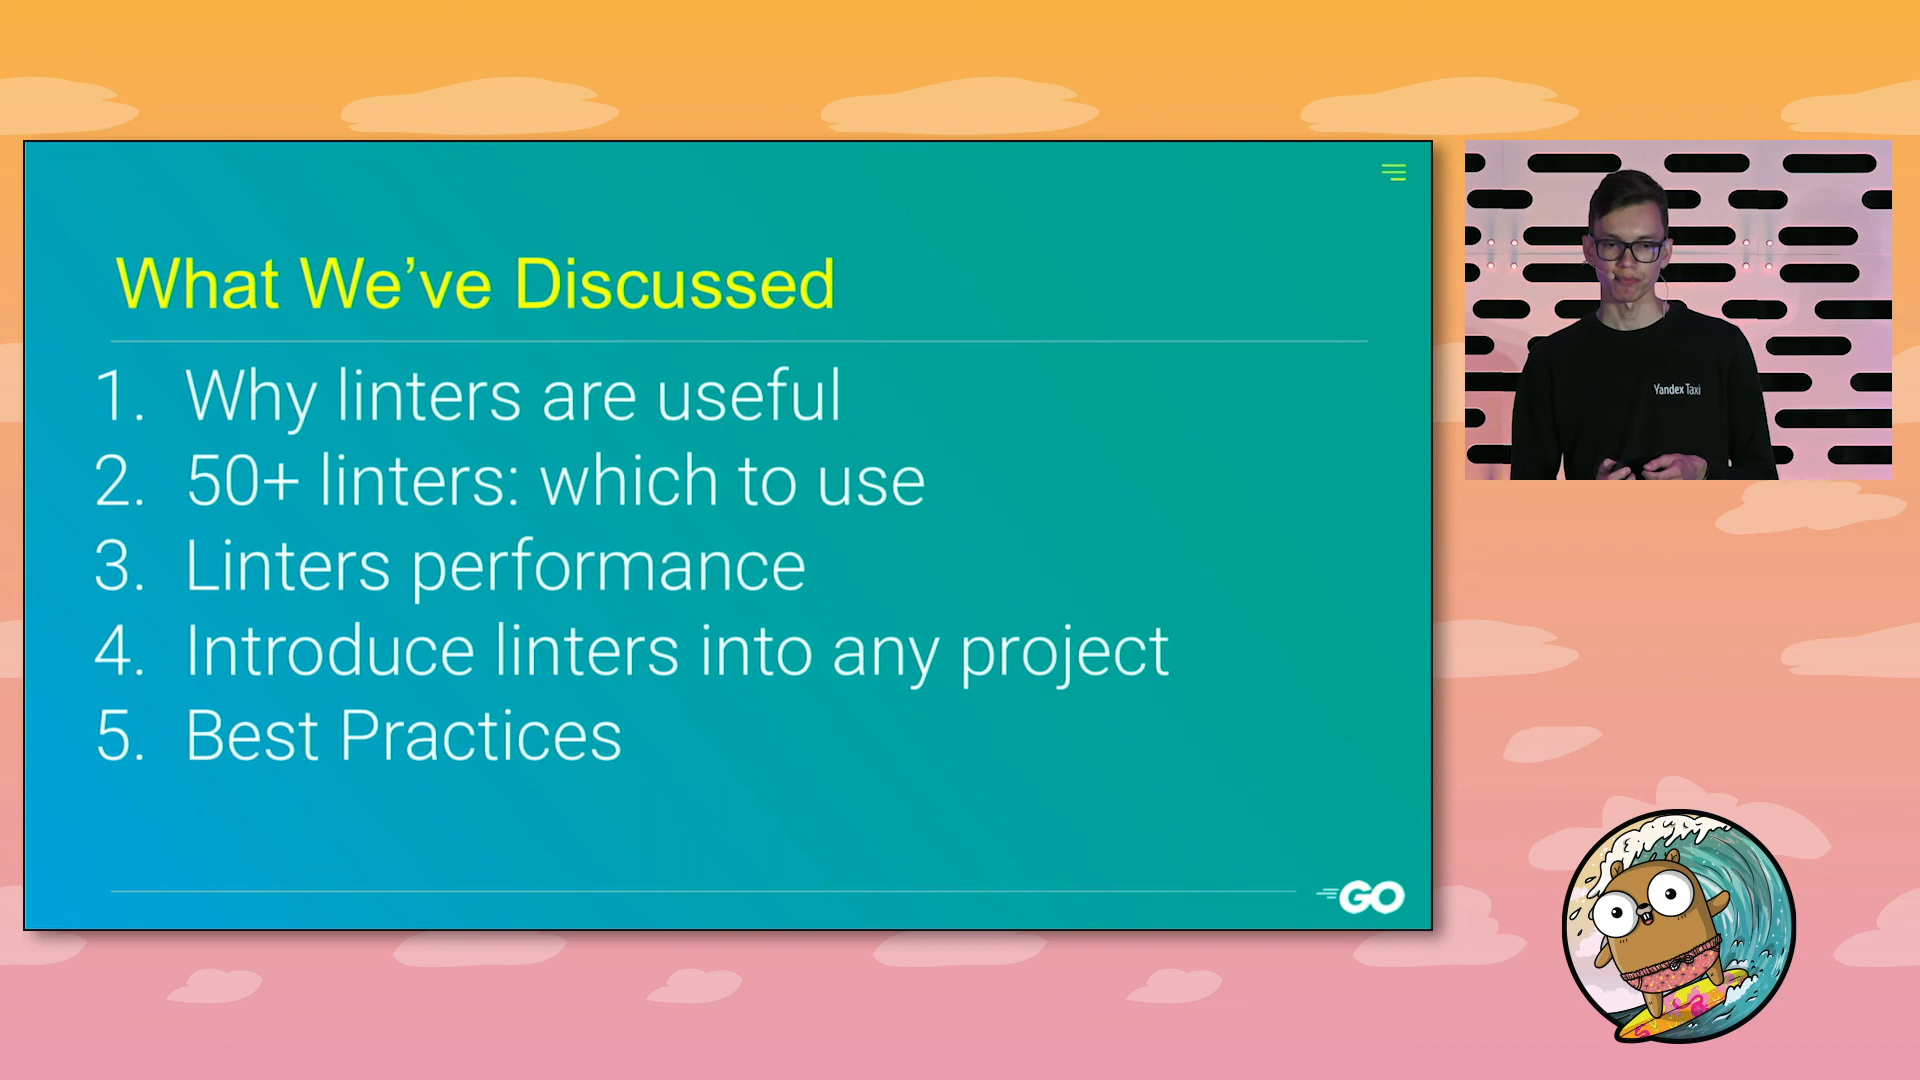 What We’ve Discussed
1. Why linters are useful
2. 50+ linters: which to use
3. Linters performance
4. Introduce linters into any project
5. Best Practices
GO
Yandex Taxi